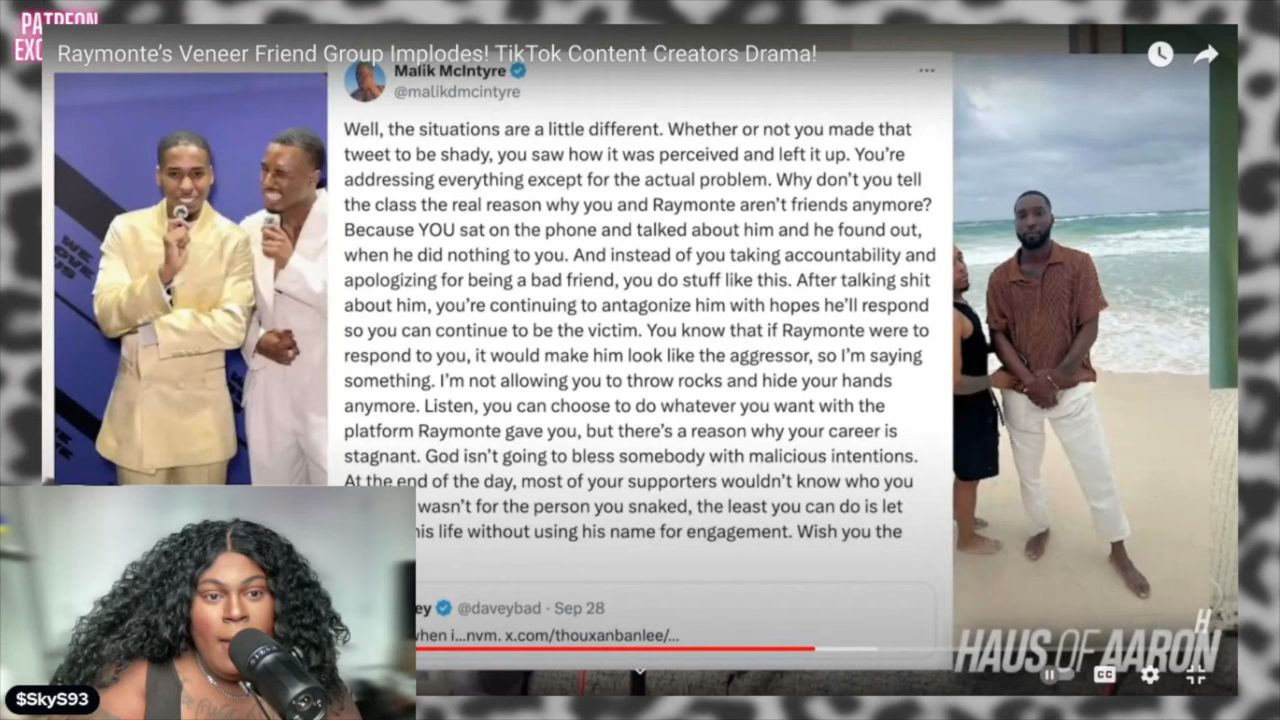 PATREON
Raymonte's Veneer Friend Group Implodes! TikTok Content Creators Drama!
Malik McIntyre
@malikdmcintyre
Well, the situations are a little different. Whether or not you made that
tweet to be shady, you saw how it was perceived and left it up. You're
addressing everything except for the actual problem. Why don't you tell
the class the real reason why you and Raymonte aren't friends anymore?
Because YOU sat on the phone and talked about him and he found out,
when he did nothing to you. And instead of you taking accountability and
apologizing for being a bad friend, you do stuff like this. After talking shit
about him, you're continuing to antagonize him with hopes he'll respond
so you can continue to be the victim. You know that if Raymonte were to
respond to you, it would make him look like the aggressor, so I'm saying
something. I'm not allowing you to throw rocks and hide your hands
anymore. Listen, you can choose to do whatever you want with the
platform Raymonte gave you, but there's a reason why your career is
stagnant. God isn't going to bless somebody with malicious intentions.
At the end of the day, most of your supporters wouldn't know who you
wasn't for the person you snaked, the least you can do is let
life without using his name for engagement. Wish you the
@daveybad · Sep 28
i...nvm. x.com/thouxanbanlee/...
WE
LOVE
US
HAUS OF AARON
H
CC
$SkyS93